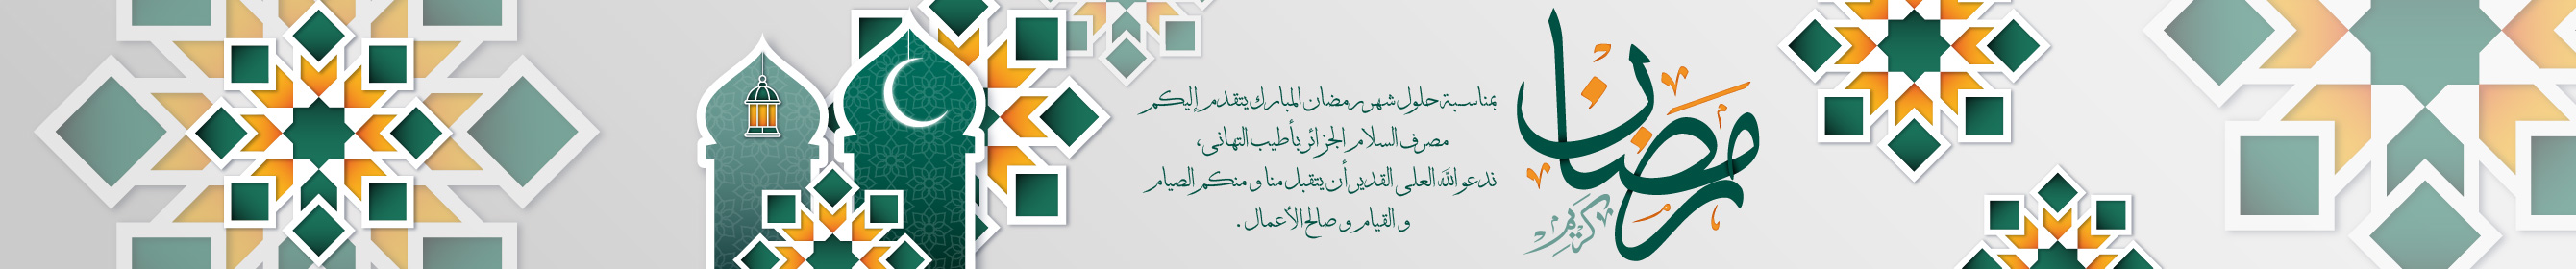 رمضان
كريم
بمناسبة حلول شهر رمضان المبارك يتقدم إليكم
مصرف السلام الجزائر بأطيب التهاني،
ندعو الله العلي القدير أن يتقبل منا و منكم الصيام
و القيام و صالح الأعمال .